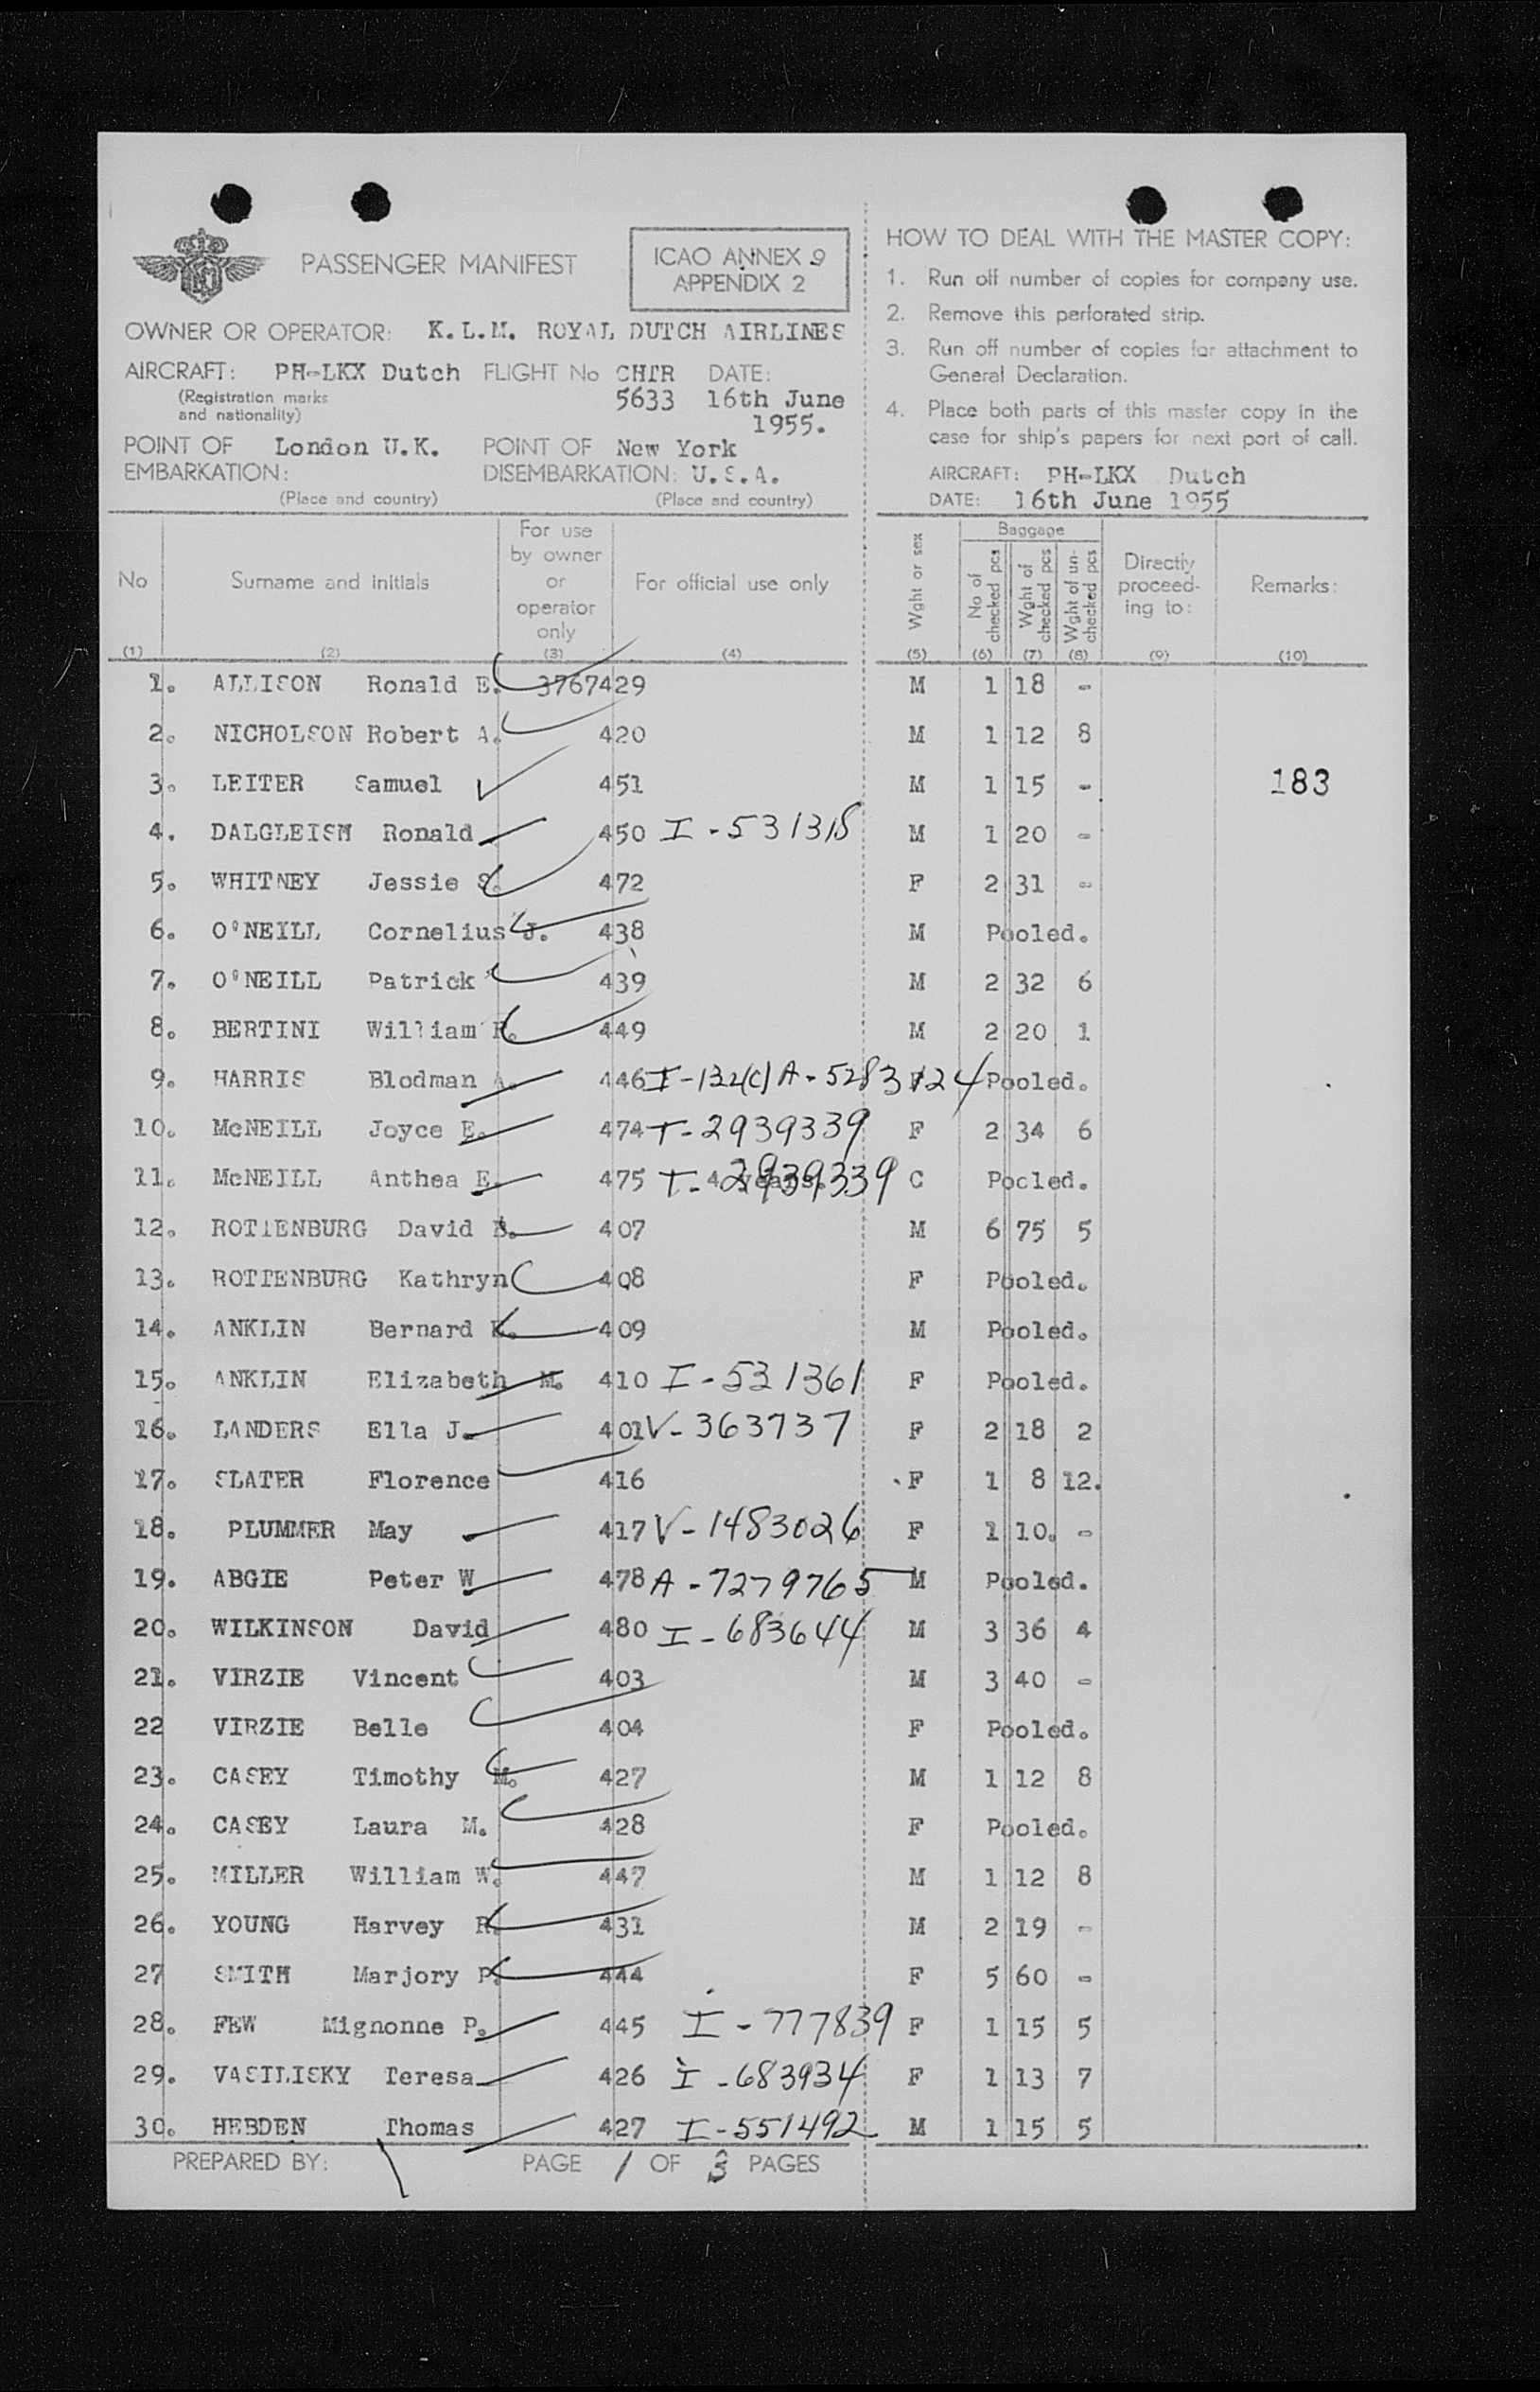 PASSENGER MANIFEST
ICAO ANNEX 9
APPENDIX 2
OWNER OR OPERATOR: K.L.M. ROYAL DUTCH AIRLINES
AIRCRAFT: PH-LKX Dutch FLIGHT No CHTR DATE:
(Registration marks and nationality) 5633 16th June
1955.
POINT OF London U.K. POINT OF New York
EMBARKATION: DISEMBARKATION: U.S.A.
(Place and country) (Place and country)
HOW TO DEAL WITH THE MASTER COPY:
1. Run off number of copies for company use.
2. Remove this perforated strip.
3. Run off number of copies for attachment to
General Declaration.
4. Place both parts of this master copy in the
case for ship's papers for next port of call.
AIRCRAFT: PH-LKX Dutch
DATE: 16th June 1955
No Surname and initials For use by owner or operator only For official use only Wght or sex Baggage No of checked pcs Wght of checked pcs Wght of un-checked pcs Directly proceed-ing to: Remarks:
(1) (2) (3) (4) (5) (6) (7) (8) (9) (10)
1. ALLISON Ronald E. 3767429 M 1 18 -
2. NICHOLSON Robert A. 420 M 1 12 8
3. LEITER Samuel 451 M 1 15 - 183
4. DALGLEISH Ronald 450 I-531318 M 1 20 -
5. WHITNEY Jessie S. 472 F 2 31 -
6. O'NEILL Cornelius J. 438 M Pooled.
7. O'NEILL Patrick 439 M 2 32 6
8. BERTINI William 449 M 2 20 1
9. HARRIS Blodman A. 446 I-132(C) A-5283124 Pooled.
10. McNEILL Joyce E. 474 T-2939339 F 2 34 6
11. McNEILL Anthea E. 475 4 years. T-2939339 C Pooled.
12. ROTTENBURG David 407 M 6 75 5
13. ROTTENBURG Kathryn 408 F Pooled.
14. ANKLIN Bernard 409 M Pooled.
15. ANKLIN Elizabeth M. 410 I-531361 F Pooled.
16. LANDERS Ella J. 401 V-363737 F 2 18 2
17. SLATER Florence 416 F 1 8 12.
18. PLUMMER May 417 V-1483026 F 1 10. -
19. ABGIE Peter W 478 A-7279765 M Pooled.
20. WILKINSON David 480 I-683644 M 3 36 4
21. VIRZIE Vincent 403 M 3 40 -
22 VIRZIE Belle 404 F Pooled.
23. CASEY Timothy M. 427 M 1 12 8
24. CASEY Laura M. 428 F Pooled.
25. MILLER William W. 447 M 1 12 8
26. YOUNG Harvey R. 431 M 2 19 -
27 SMITH Marjory P. 444 F 5 60 -
28. FEW Mignonne P. 445 I-777839 F 1 15 5
29. VASILISKY Teresa 426 I-683934 F 1 13 7
30. HEBDEN Thomas 427 I-551492 M 1 15 5
PREPARED BY: PAGE 1 OF 3 PAGES